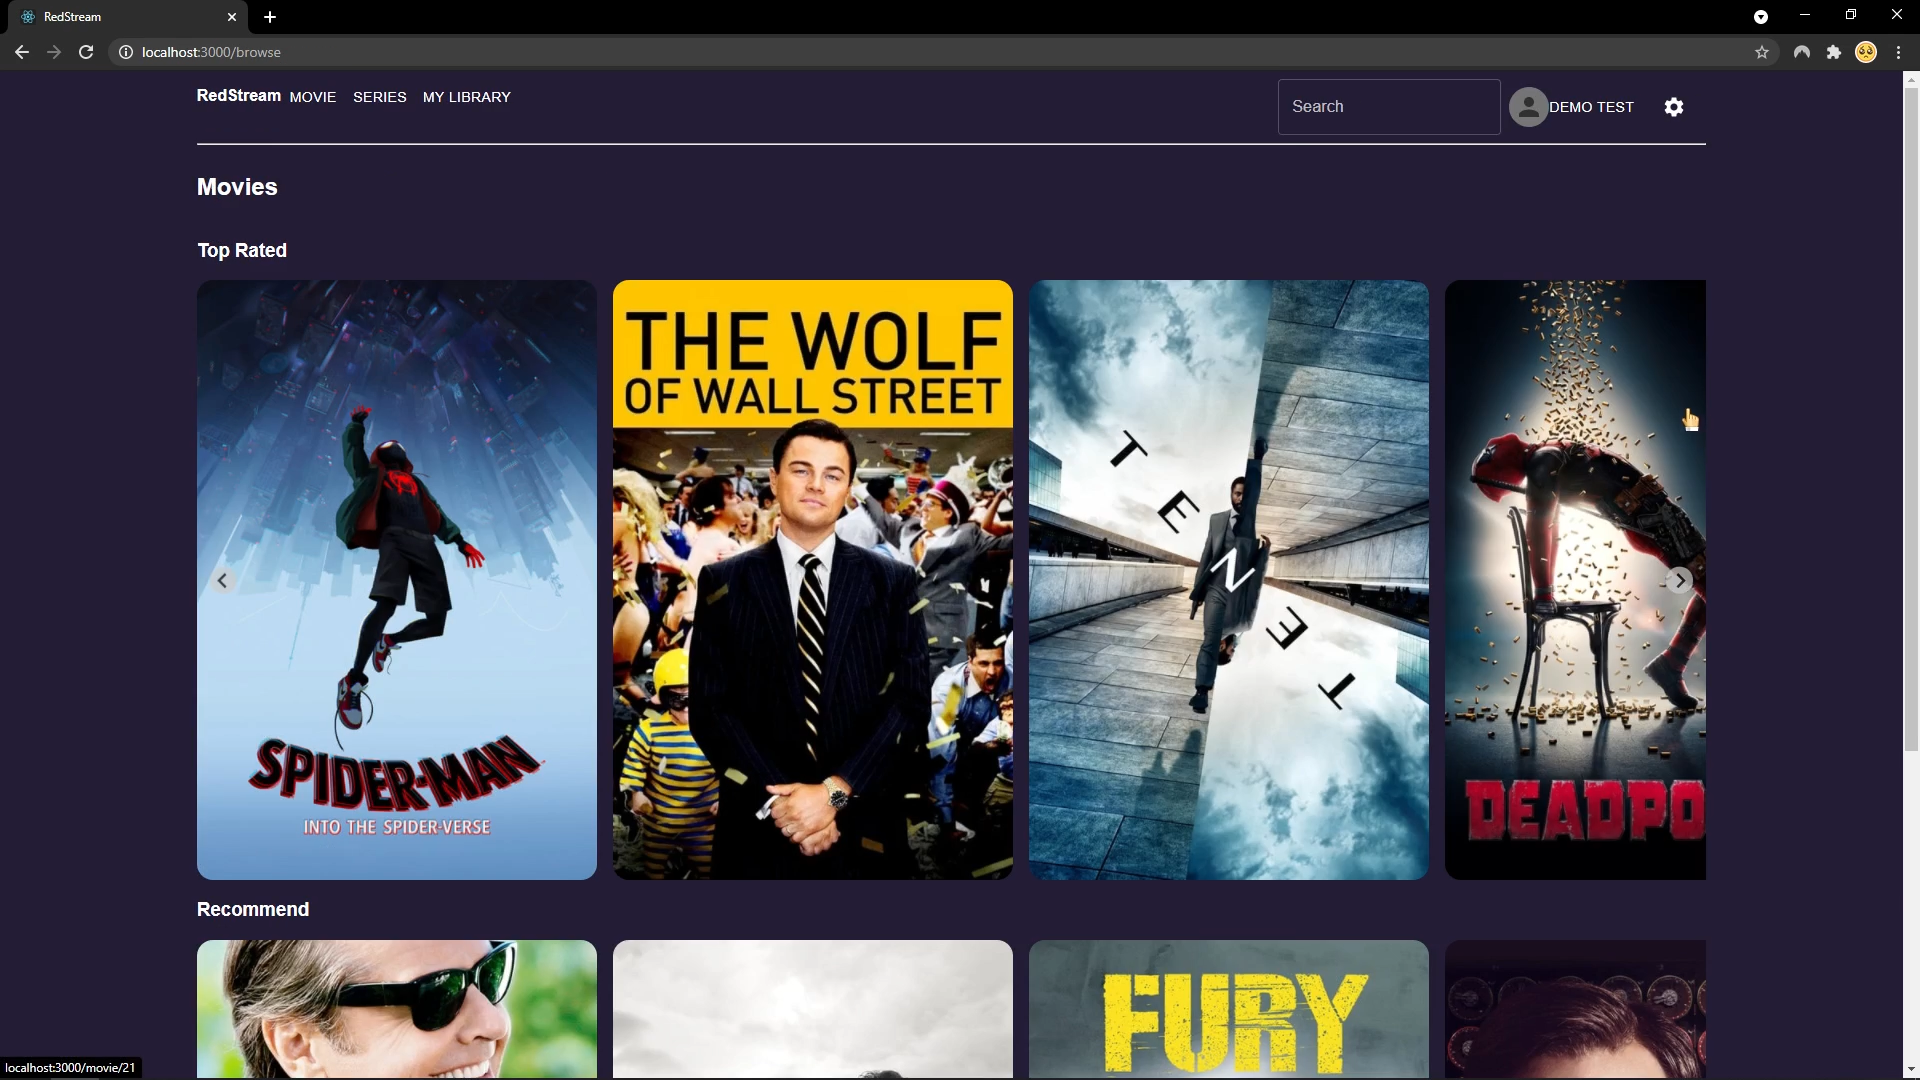 RedStream
localhost:3000/browse
RedStream MOVIE SERIES MY LIBRARY
Search
DEMO TEST
Movies
Top Rated
SPIDER-MAN
INTO THE SPIDER-VERSE
THE WOLF
OF WALL STREET
TENET
DEADPO
Recommend
FURY
localhost:3000/movie/21